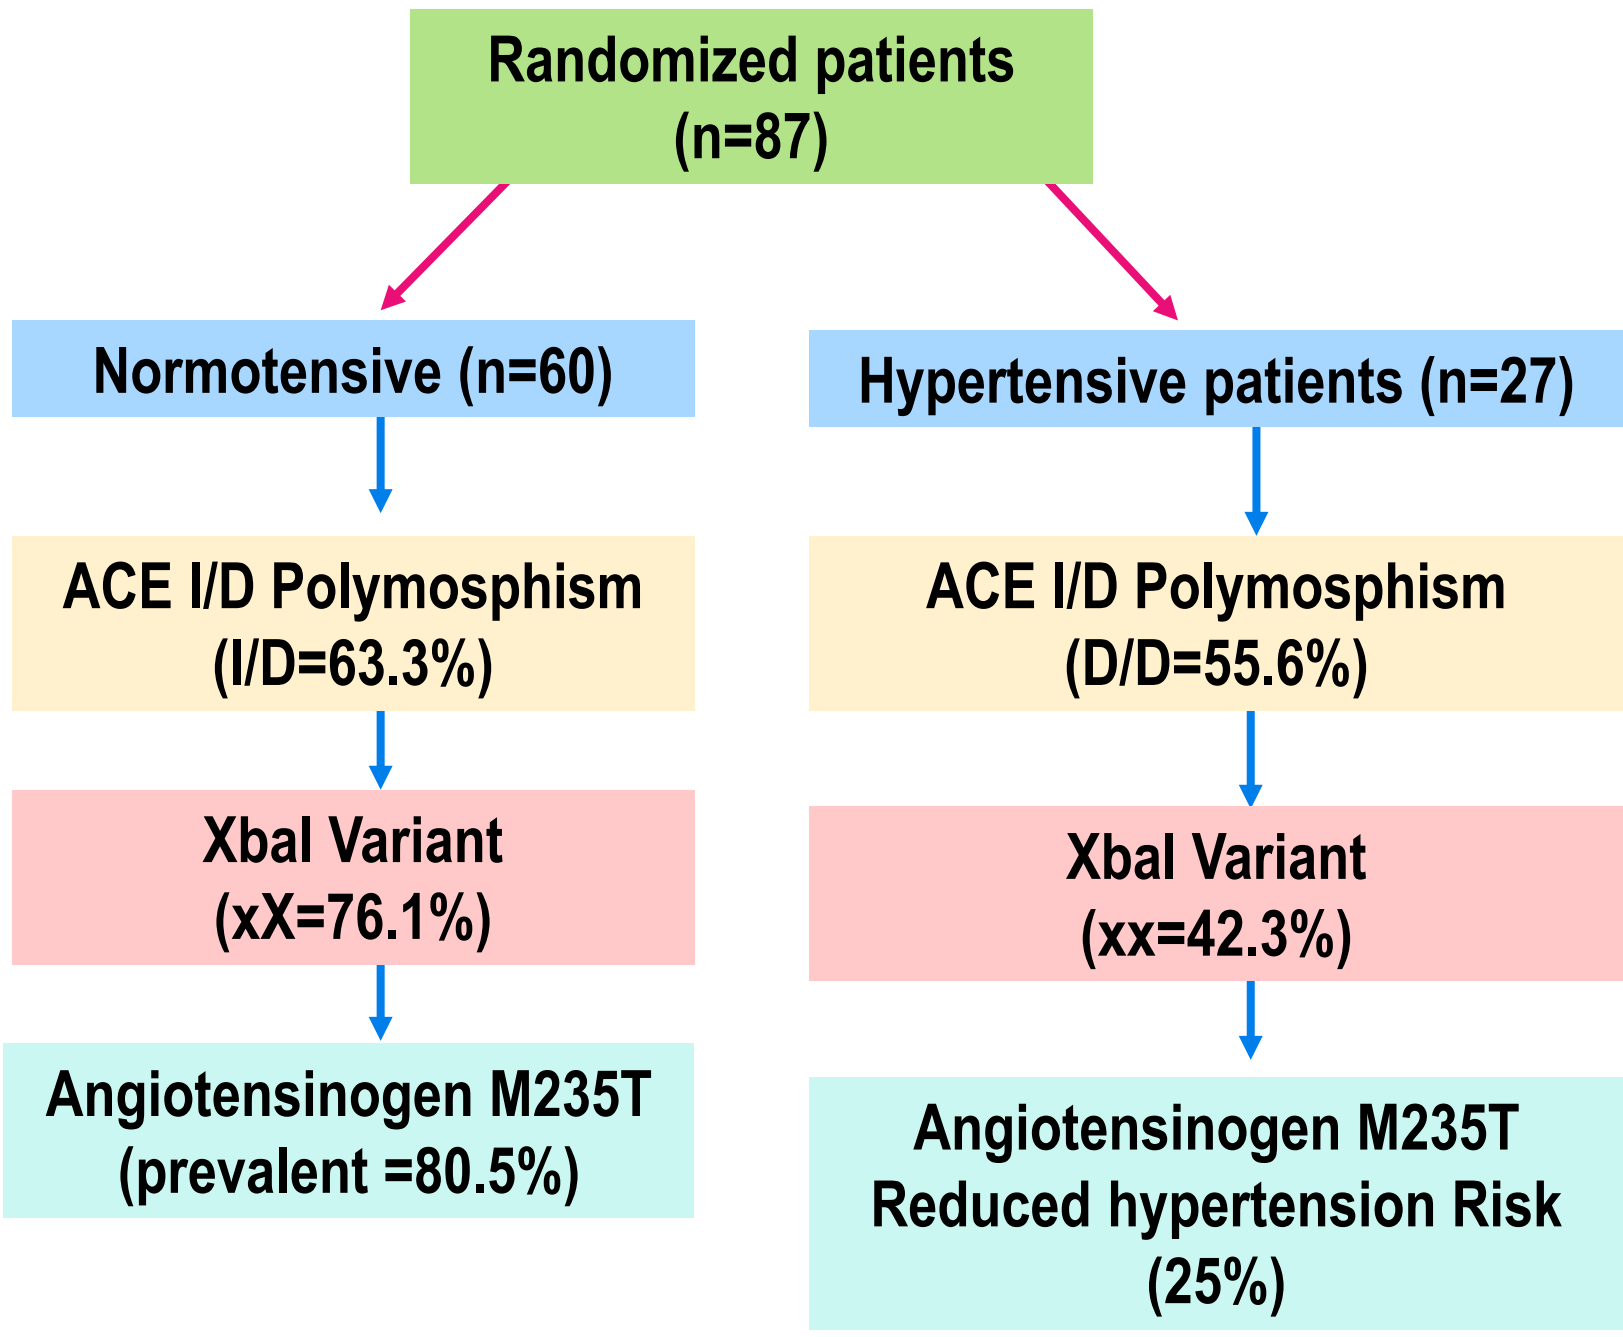 Randomized patients
(n=87)
Normotensive (n=60)
Hypertensive patients (n=27)
ACE I/D Polymosphism
(I/D=63.3%)
ACE I/D Polymosphism
(D/D=55.6%)
XbaI Variant
(xX=76.1%)
XbaI Variant
(xx=42.3%)
Angiotensinogen M235T
(prevalent =80.5%)
Angiotensinogen M235T
Reduced hypertension Risk
(25%)